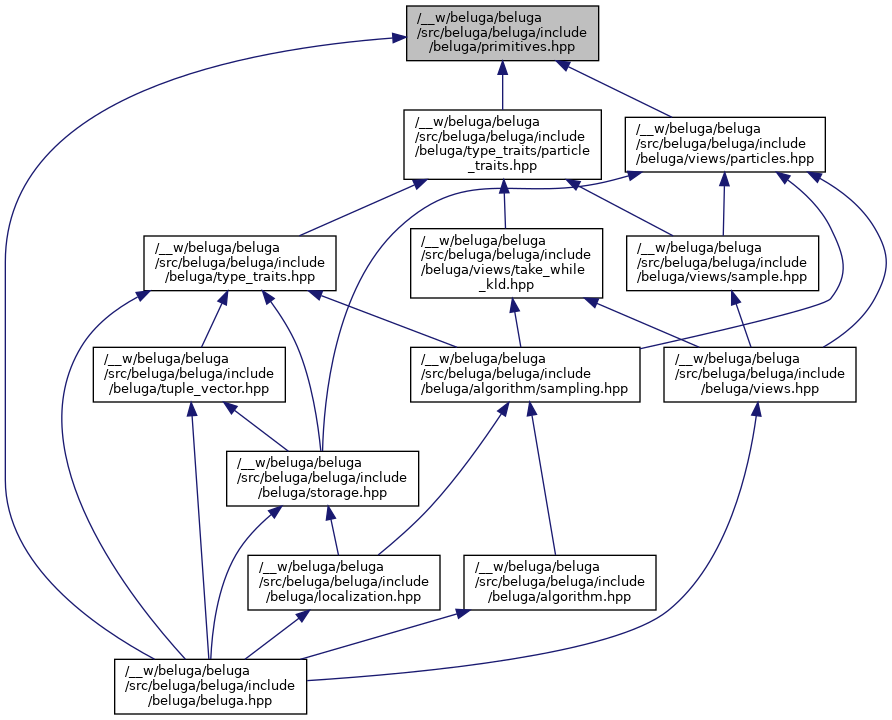 /__w/beluga/beluga
/src/beluga/beluga/include
/beluga/primitives.hpp
/__w/beluga/beluga
/src/beluga/beluga/include
/beluga/type_traits/particle
_traits.hpp
/__w/beluga/beluga
/src/beluga/beluga/include
/beluga/views/particles.hpp
/__w/beluga/beluga
/src/beluga/beluga/include
/beluga/type_traits.hpp
/__w/beluga/beluga
/src/beluga/beluga/include
/beluga/views/take_while
_kld.hpp
/__w/beluga/beluga
/src/beluga/beluga/include
/beluga/views/sample.hpp
/__w/beluga/beluga
/src/beluga/beluga/include
/beluga/tuple_vector.hpp
/__w/beluga/beluga
/src/beluga/beluga/include
/beluga/algorithm/sampling.hpp
/__w/beluga/beluga
/src/beluga/beluga/include
/beluga/views.hpp
/__w/beluga/beluga
/src/beluga/beluga/include
/beluga/storage.hpp
/__w/beluga/beluga
/src/beluga/beluga/include
/beluga/localization.hpp
/__w/beluga/beluga
/src/beluga/beluga/include
/beluga/algorithm.hpp
/__w/beluga/beluga
/src/beluga/beluga/include
/beluga/beluga.hpp